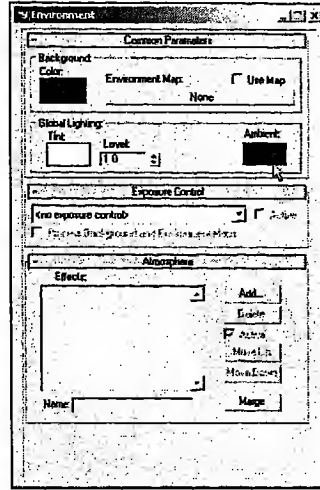 Environment
Common Parameters
Background:
Color:
Environment Map:
Use Map
None
Global Lighting:
Tint:
Level:
Ambient:
1.0
Exposure Control
<no exposure control>
Active
Process Background and Environment Maps
Atmosphere
Effects:
Add...
Delete
Active
Move Up
Move Down
Name:
Merge